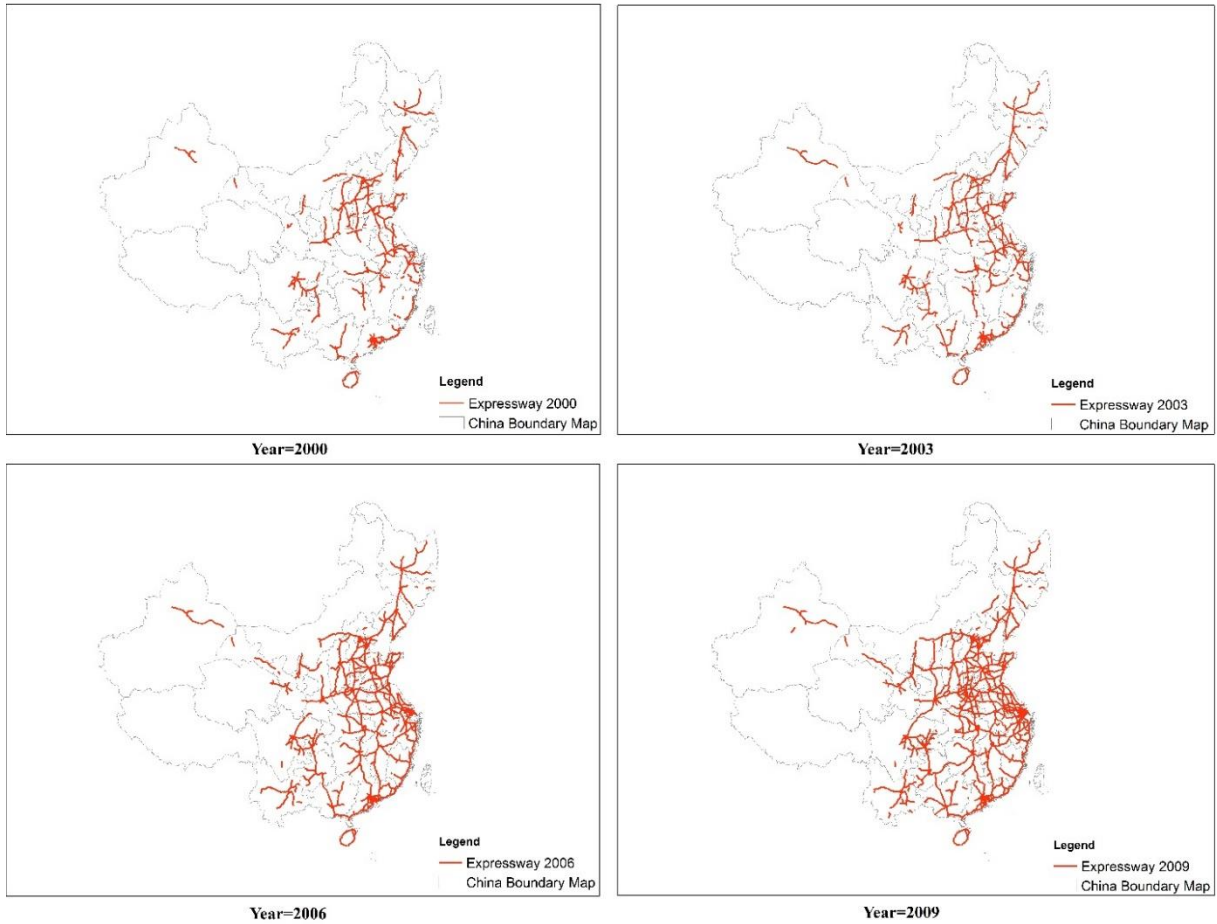 Legend
Expressway 2000
China Boundary Map
Year=2000
Legend
Expressway 2003
China Boundary Map
Year=2003
Legend
Expressway 2006
China Boundary Map
Year=2006
Legend
Expressway 2009
China Boundary Map
Year=2009